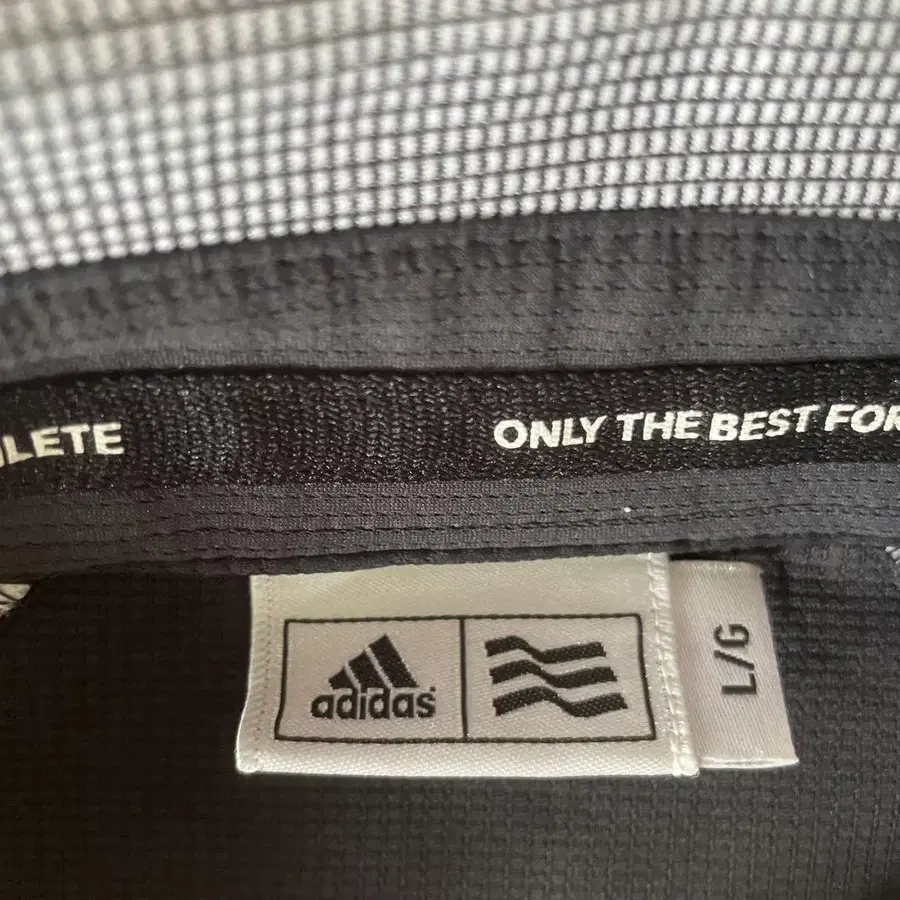 LETE ONLY THE BEST FOR
adidas
L/G